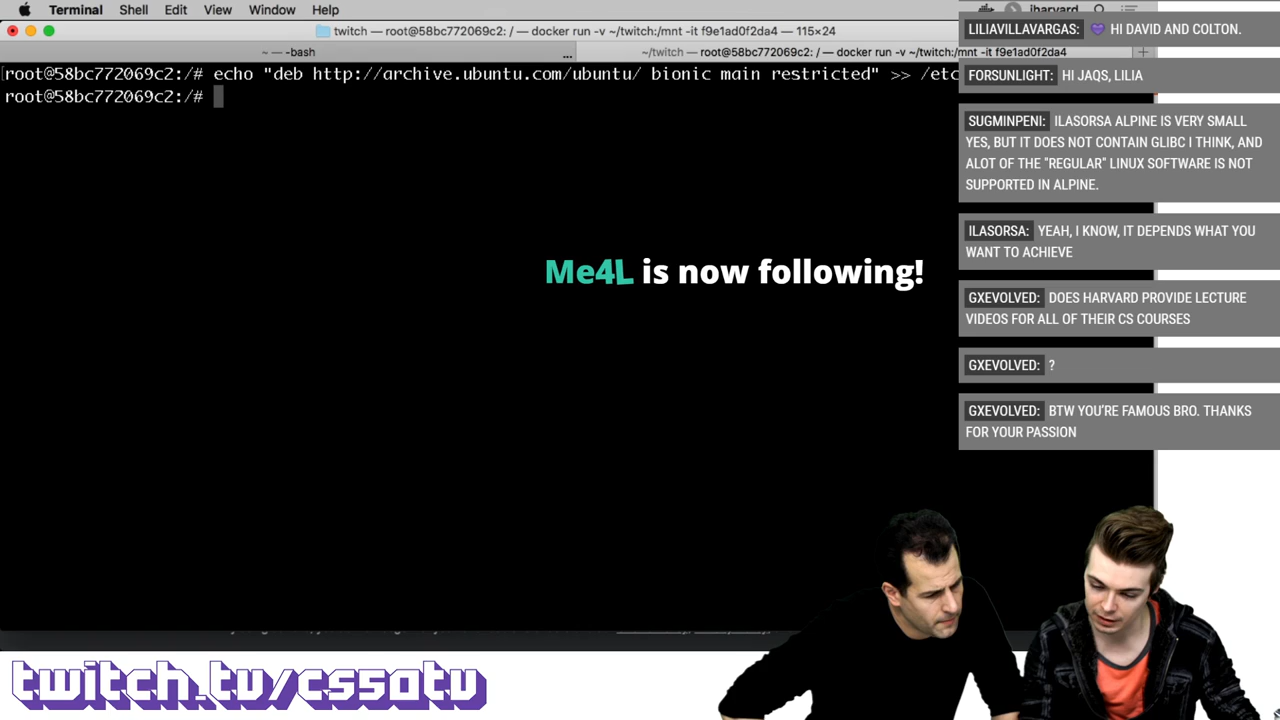 Terminal Shell Edit View Window Help
jharvard
twitch — root@58bc772069c2: / — docker run -v ~/twitch:/mnt -it f9e1ad0f2da4 — 115×24
~ — -bash
...
~/twitch — root@58bc772069c2: / — docker run -v ~/twitch:/mnt -it f9e1ad0f2da4
+
[root@58bc772069c2:/# echo "deb http://archive.ubuntu.com/ubuntu/ bionic main restricted" >> /etc
root@58bc772069c2:/#
Me4L is now following!
LILIAVILLAVARGAS: 💜 HI DAVID AND COLTON.
FORSUNLIGHT: HI JAQS, LILIA
SUGMINPENI: ILASORSA ALPINE IS VERY SMALL
YES, BUT IT DOES NOT CONTAIN GLIBC I THINK, AND
ALOT OF THE "REGULAR" LINUX SOFTWARE IS NOT
SUPPORTED IN ALPINE.
ILASORSA: YEAH, I KNOW, IT DEPENDS WHAT YOU
WANT TO ACHIEVE
GXEVOLVED: DOES HARVARD PROVIDE LECTURE
VIDEOS FOR ALL OF THEIR CS COURSES
GXEVOLVED: ?
GXEVOLVED: BTW YOU'RE FAMOUS BRO. THANKS
FOR YOUR PASSION
twitch.tv/cs50tv